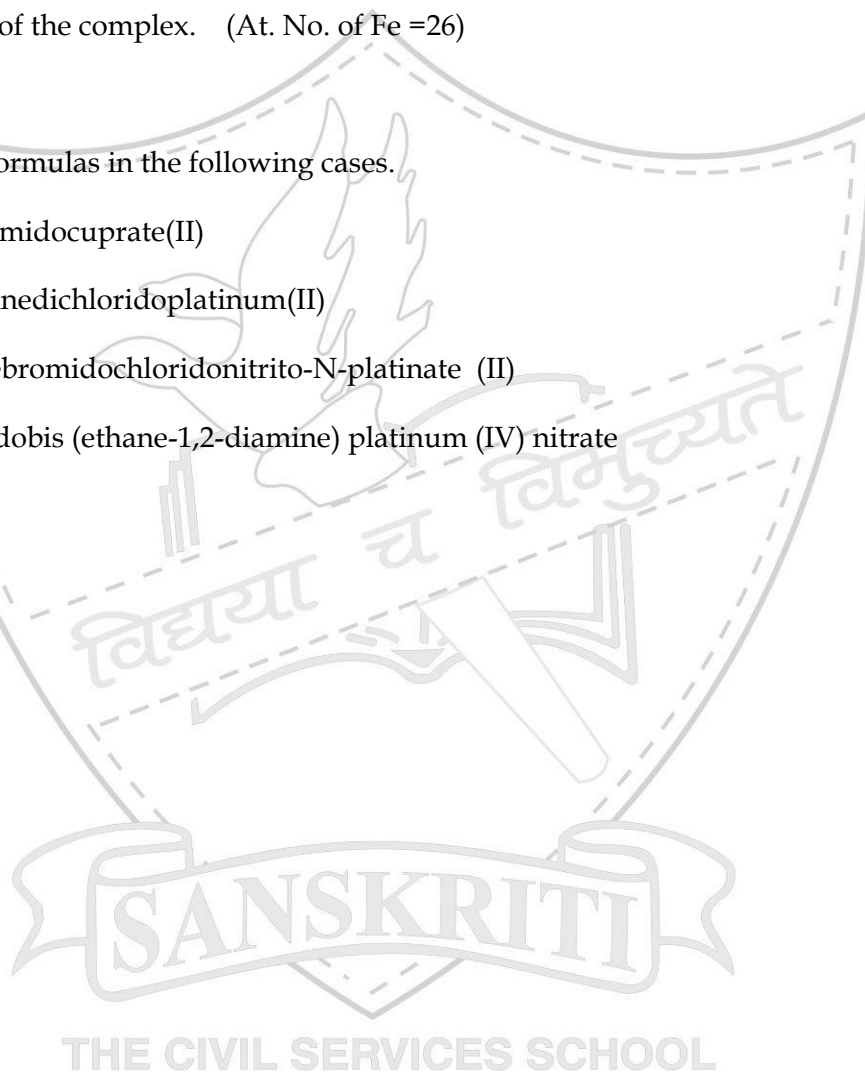 of the complex. (At. No. of Fe =26)
ormulas in the following cases.
midocuprate(II)
nedichloridoplatinum(II)
ebromidochloridonitrito-N-platinate (II)
dobis (ethane-1,2-diamine) platinum (IV) nitrate
विद्यया च विमुच्यते
SANSKRITI
THE CIVIL SERVICES SCHOOL